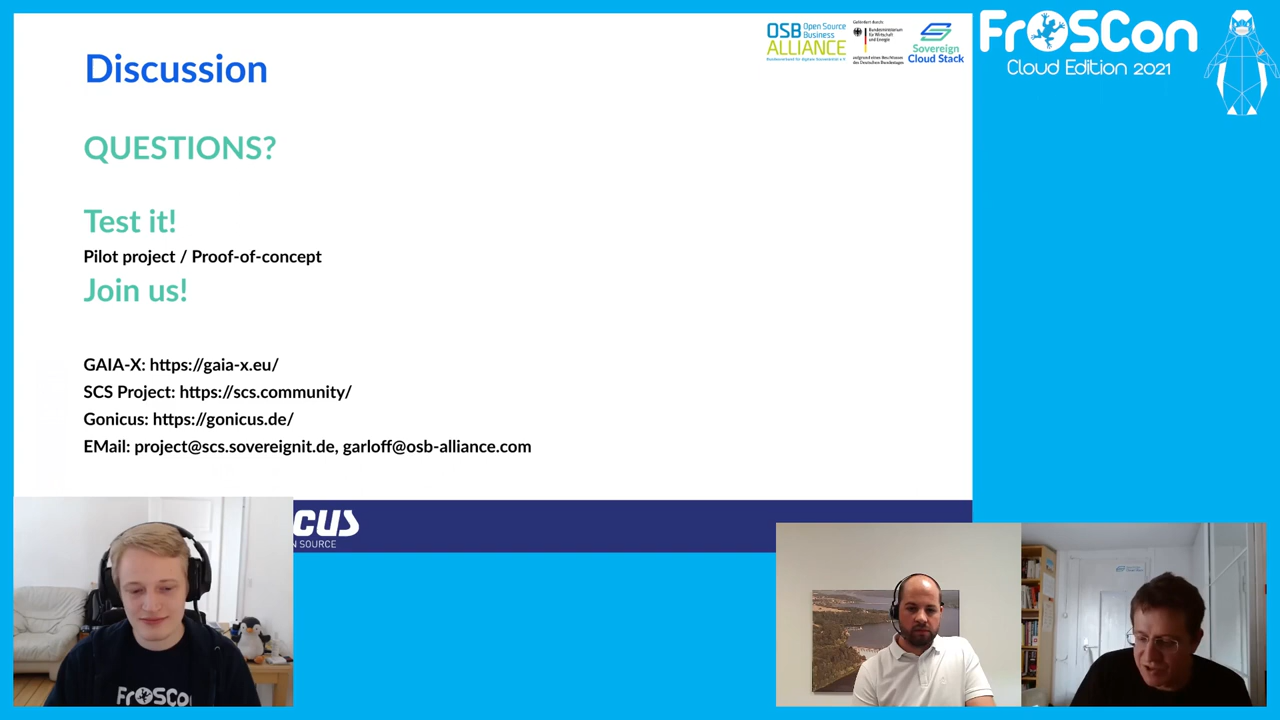 Discussion
OSB Open Source
Business
ALLIANCE
Sovereign
Cloud Stack
FrOSCon
Cloud Edition 2021
QUESTIONS?
Test it!
Pilot project / Proof-of-concept
Join us!
GAIA-X: https://gaia-x.eu/
SCS Project: https://scs.community/
Gonicus: https://gonicus.de/
EMail: project@scs.sovereignit.de, garloff@osb-alliance.com
CUS
N SOURCE
FrOSCo